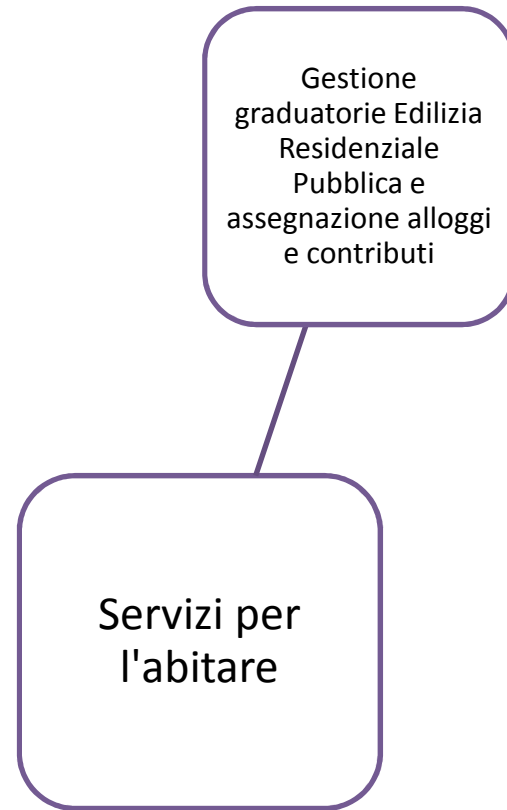 Gestione
graduatorie Edilizia
Residenziale
Pubblica e
assegnazione alloggi
e contributi
Servizi per
l'abitare